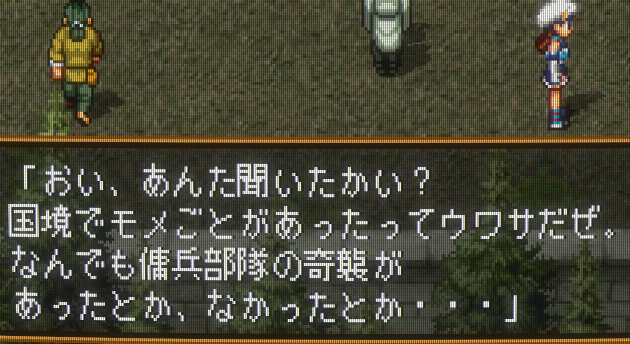 「おい、あんた聞いたかい？
国境でモメごとがあったってウワサだぜ。
なんでも傭兵部隊の奇襲が
あったとか、なかったとか・・・」